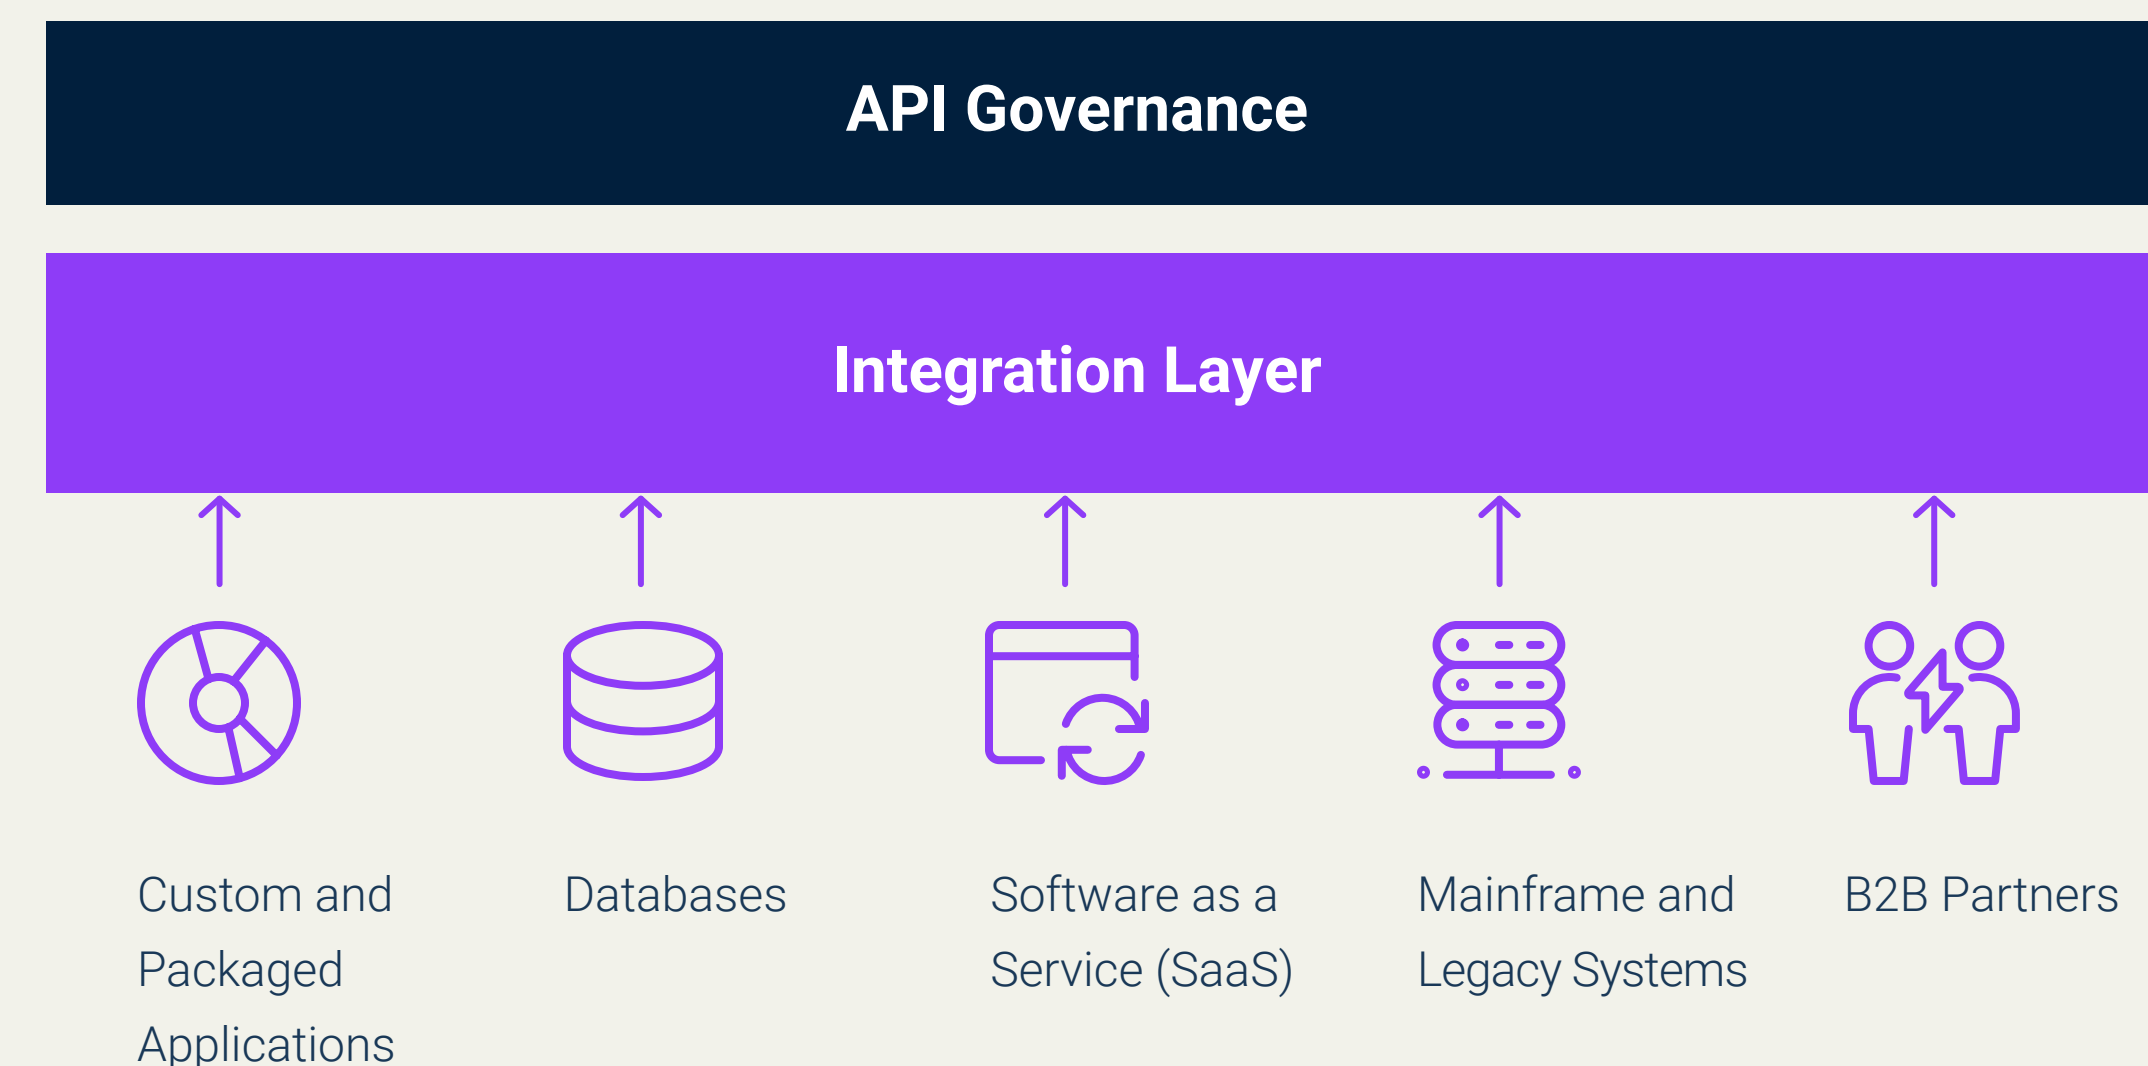 API Governance
Integration Layer
Custom and
Packaged
Applications
Databases
Software as a
Service (SaaS)
Mainframe and
Legacy Systems
B2B Partners